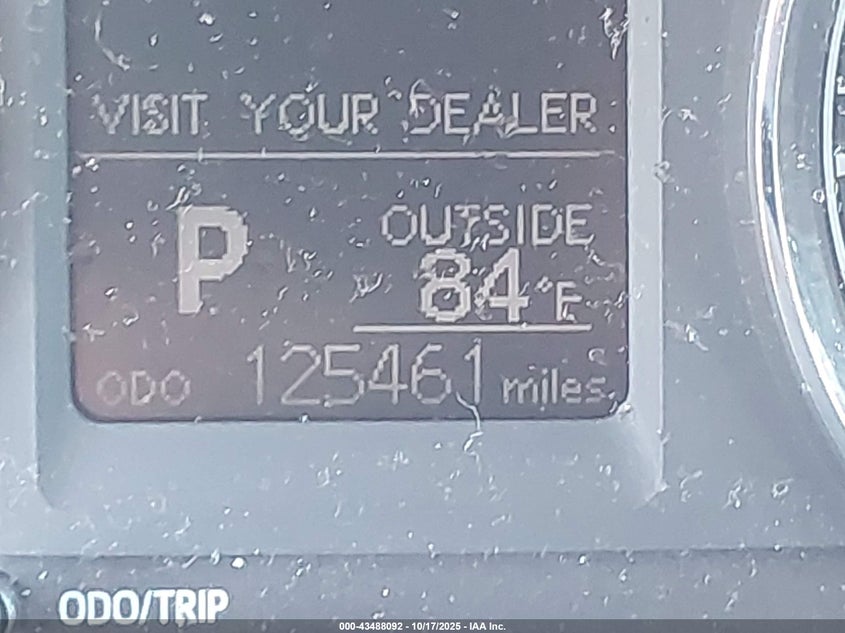 VISIT YOUR DEALER
P
OUTSIDE
84°F
ODO 125461 miles
ODO/TRIP
000-43488092 - 10/17/2025 - IAA Inc.